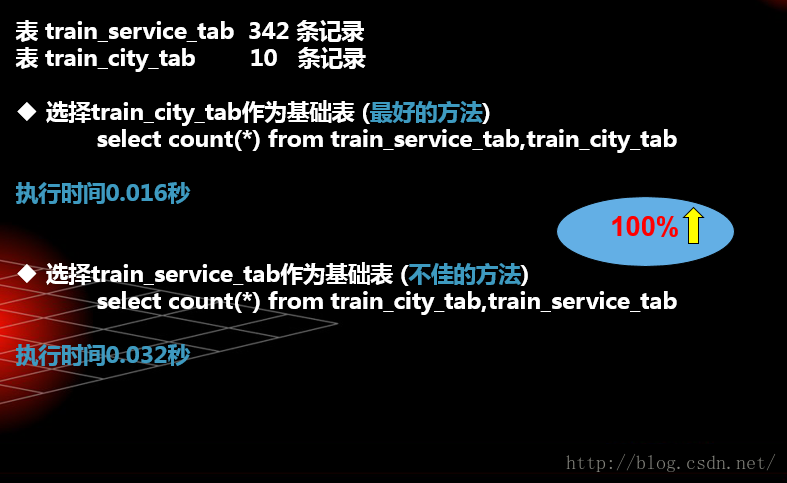 表 train_service_tab 342 条记录
表 train_city_tab 10 条记录
◆ 选择train_city_tab作为基础表 (最好的方法)
select count(*) from train_service_tab,train_city_tab
执行时间0.016秒
100%
◆ 选择train_service_tab作为基础表 (不佳的方法)
select count(*) from train_city_tab,train_service_tab
执行时间0.032秒
http://blog.csdn.net/